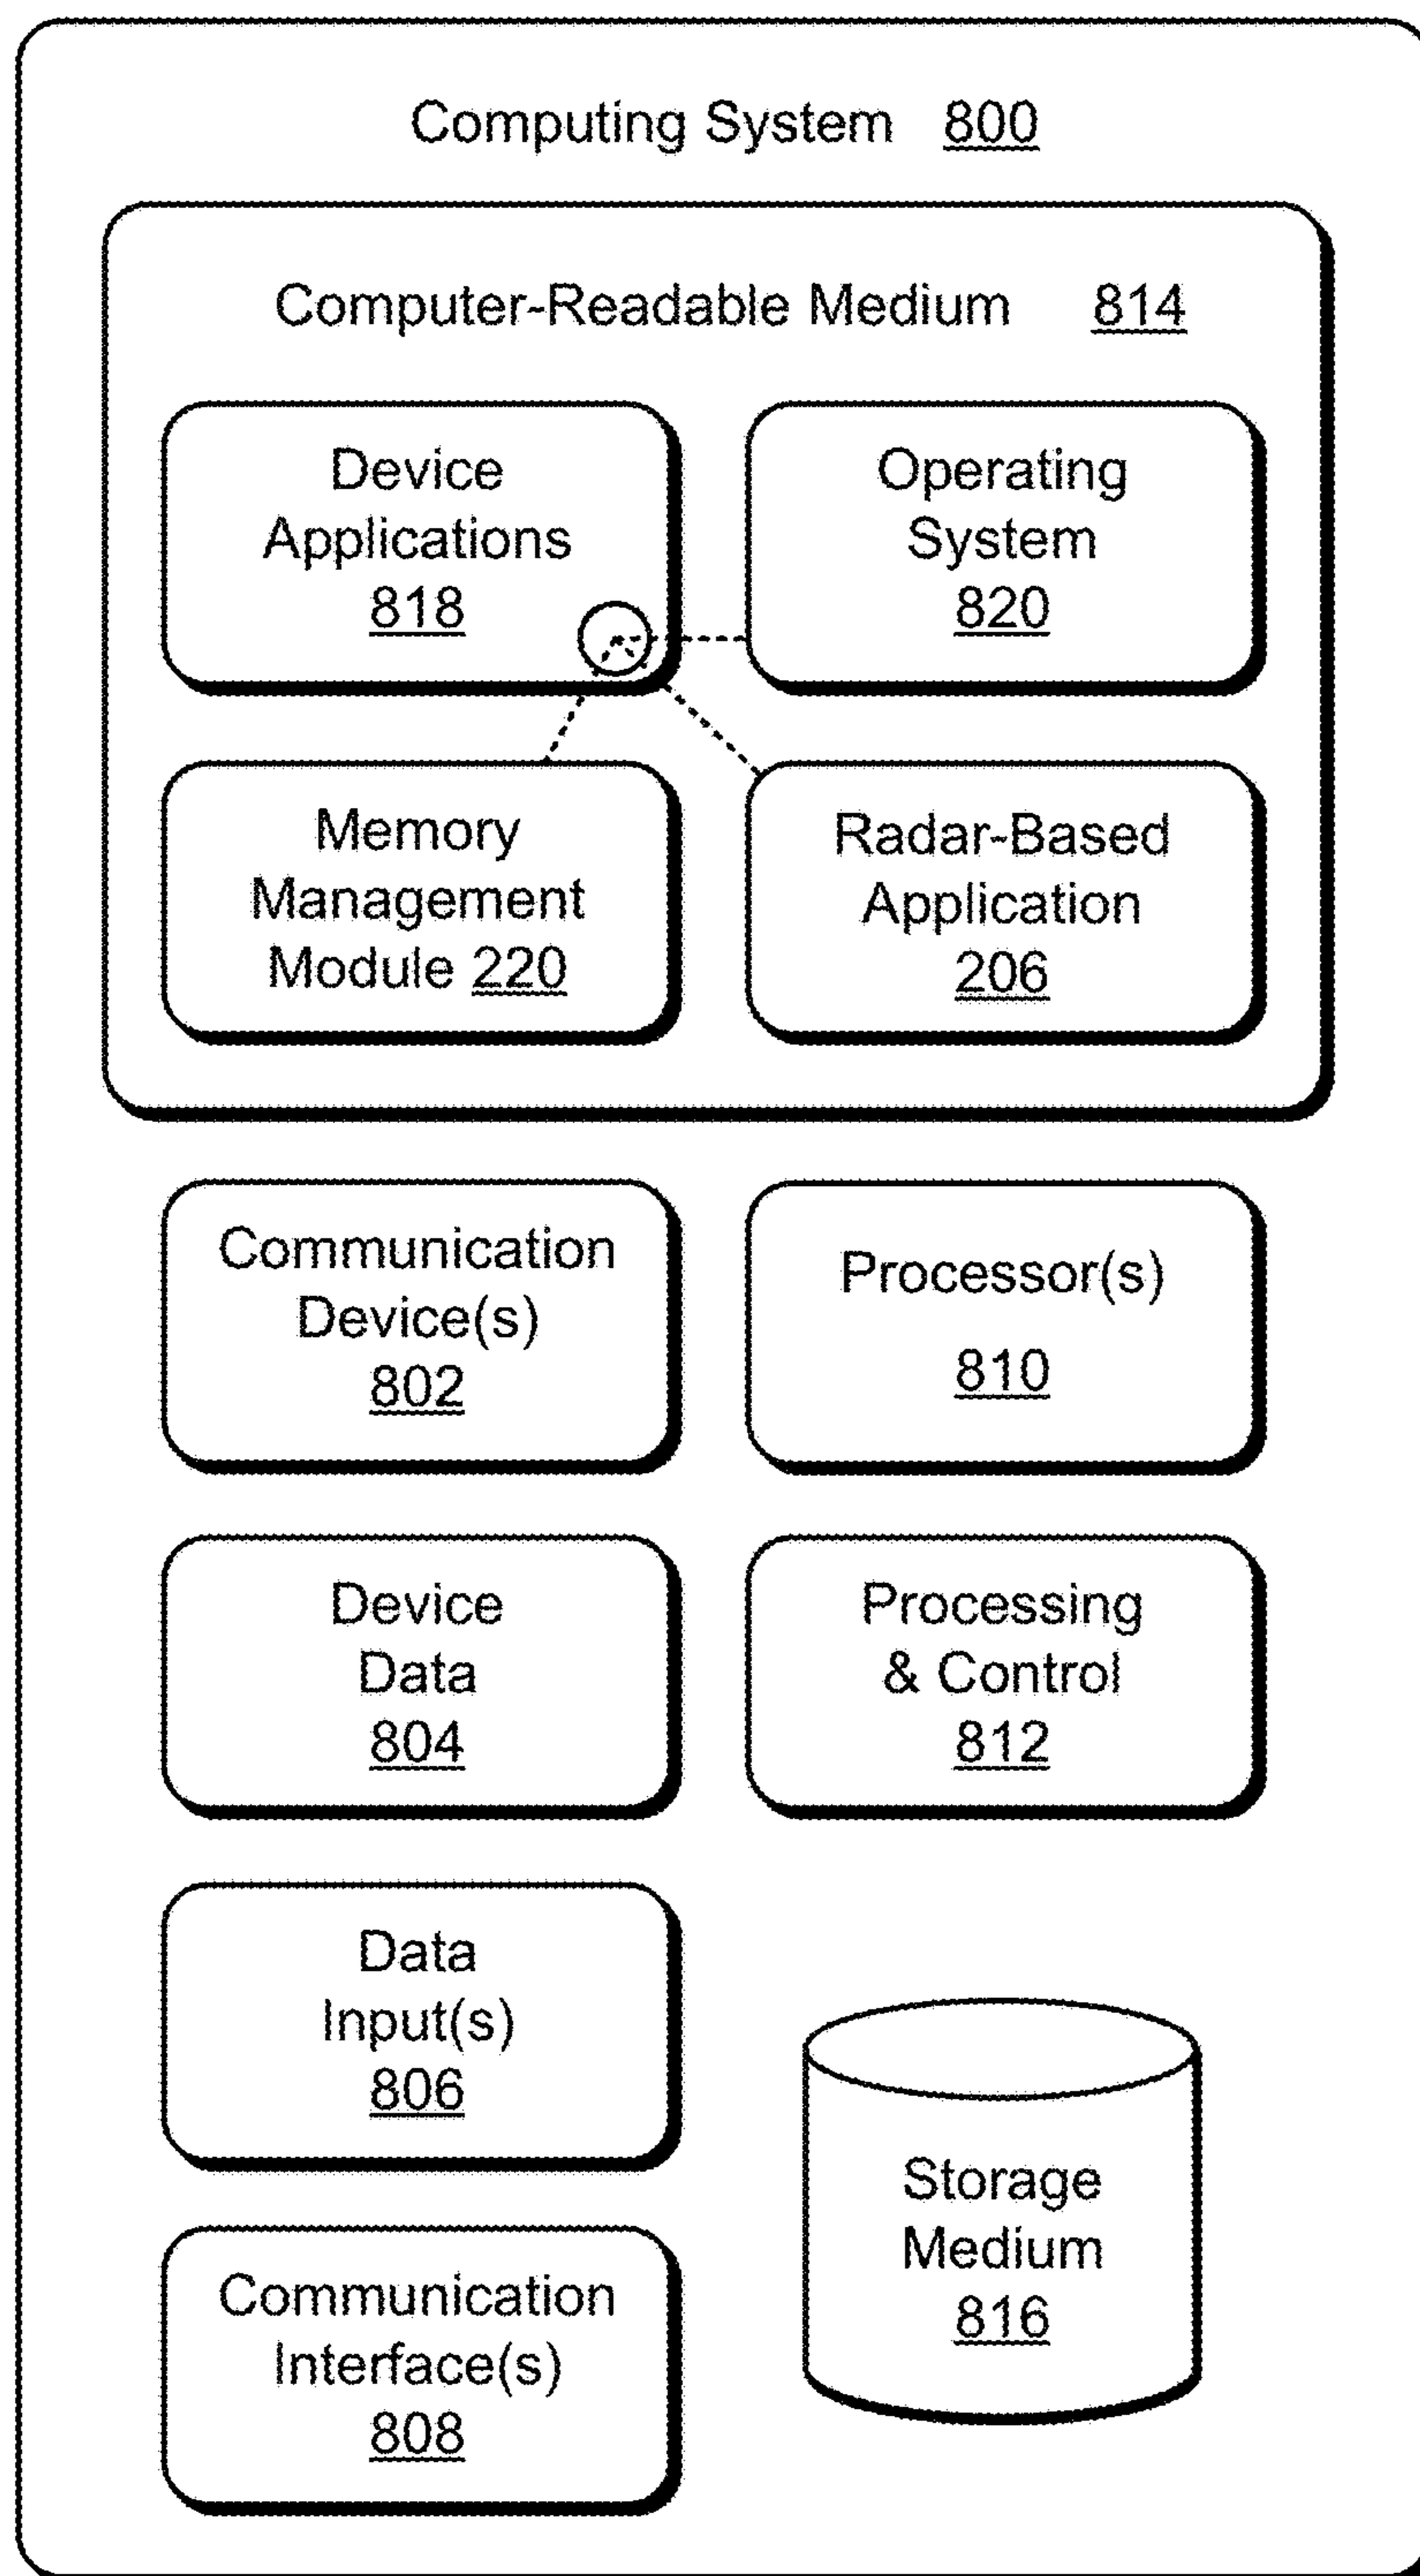 Computing System 800
Computer-Readable Medium 814
Device
Applications
818
Operating
System
820
Memory
Management
Module 220
Radar-Based
Application
206
Communication
Device(s)
802
Processor(s)
810
Device
Data
804
Processing
& Control
812
Data
Input(s)
806
Storage
Medium
816
Communication
Interface(s)
808